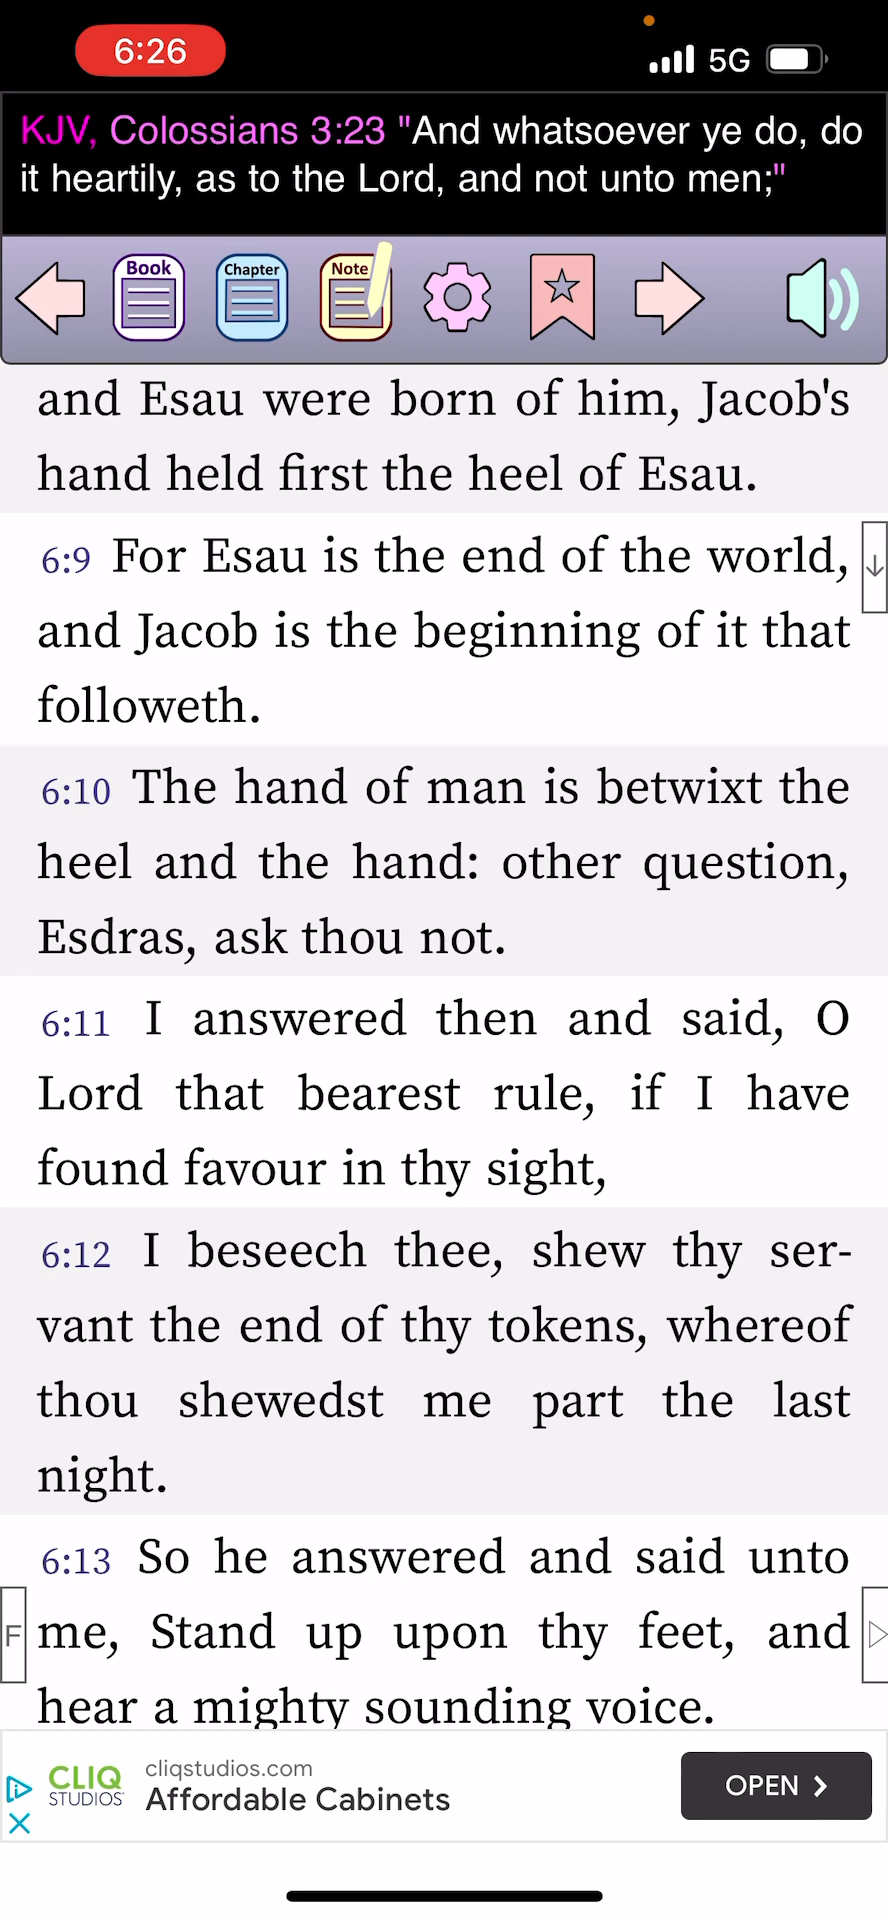 6:26
5G
KJV, Colossians 3:23 "And whatsoever ye do, do
it heartily, as to the Lord, and not unto men;"
Book
Chapter
Note
and Esau were born of him, Jacob's
hand held first the heel of Esau.
6:9 For Esau is the end of the world,
and Jacob is the beginning of it that
followeth.
6:10 The hand of man is betwixt the
heel and the hand: other question,
Esdras, ask thou not.
6:11 I answered then and said, O
Lord that bearest rule, if I have
found favour in thy sight,
6:12 I beseech thee, shew thy ser-
vant the end of thy tokens, whereof
thou shewedst me part the last
night.
6:13 So he answered and said unto
F
me, Stand up upon thy feet, and
hear a mighty sounding voice.
CLIQ
STUDIOS
cliqstudios.com
Affordable Cabinets
OPEN